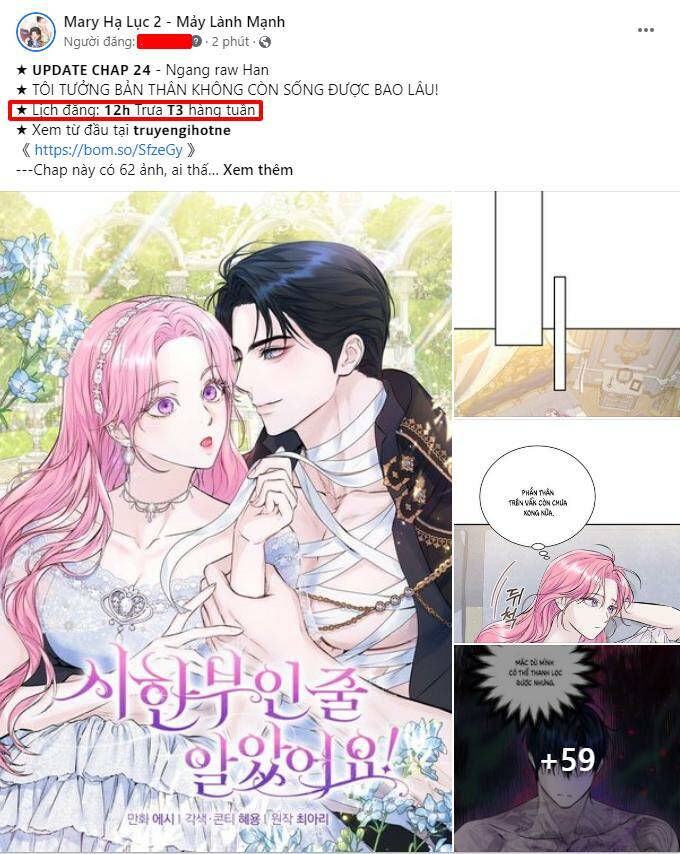 Mary Hạ Lục 2 - Mảy Lành Mạnh
Người đăng: · 2 phút ·
★ UPDATE CHAP 24 - Ngang raw Han
★ TÔI TƯỞNG BẢN THÂN KHÔNG CÒN SỐNG ĐƯỢC BAO LÂU!
★ Lịch đăng: 12h Trưa T3 hàng tuần
★ Xem từ đầu tại truyengihotne
《 https://bom.so/SfzeGy 》
---Chap này có 62 ảnh, ai thấ... Xem thêm
시한부인 줄
알았어요!
만화 에시 | 각색·콘티 혜용 | 원작 최아리
PHẦN THÂN
TRÊN VẪN CÒN CHƯA
XONG NỮA.
뒤
척
MẶC DÙ MÌNH
CÓ THỂ THANH LỌC
ĐƯỢC NHƯNG,
+59